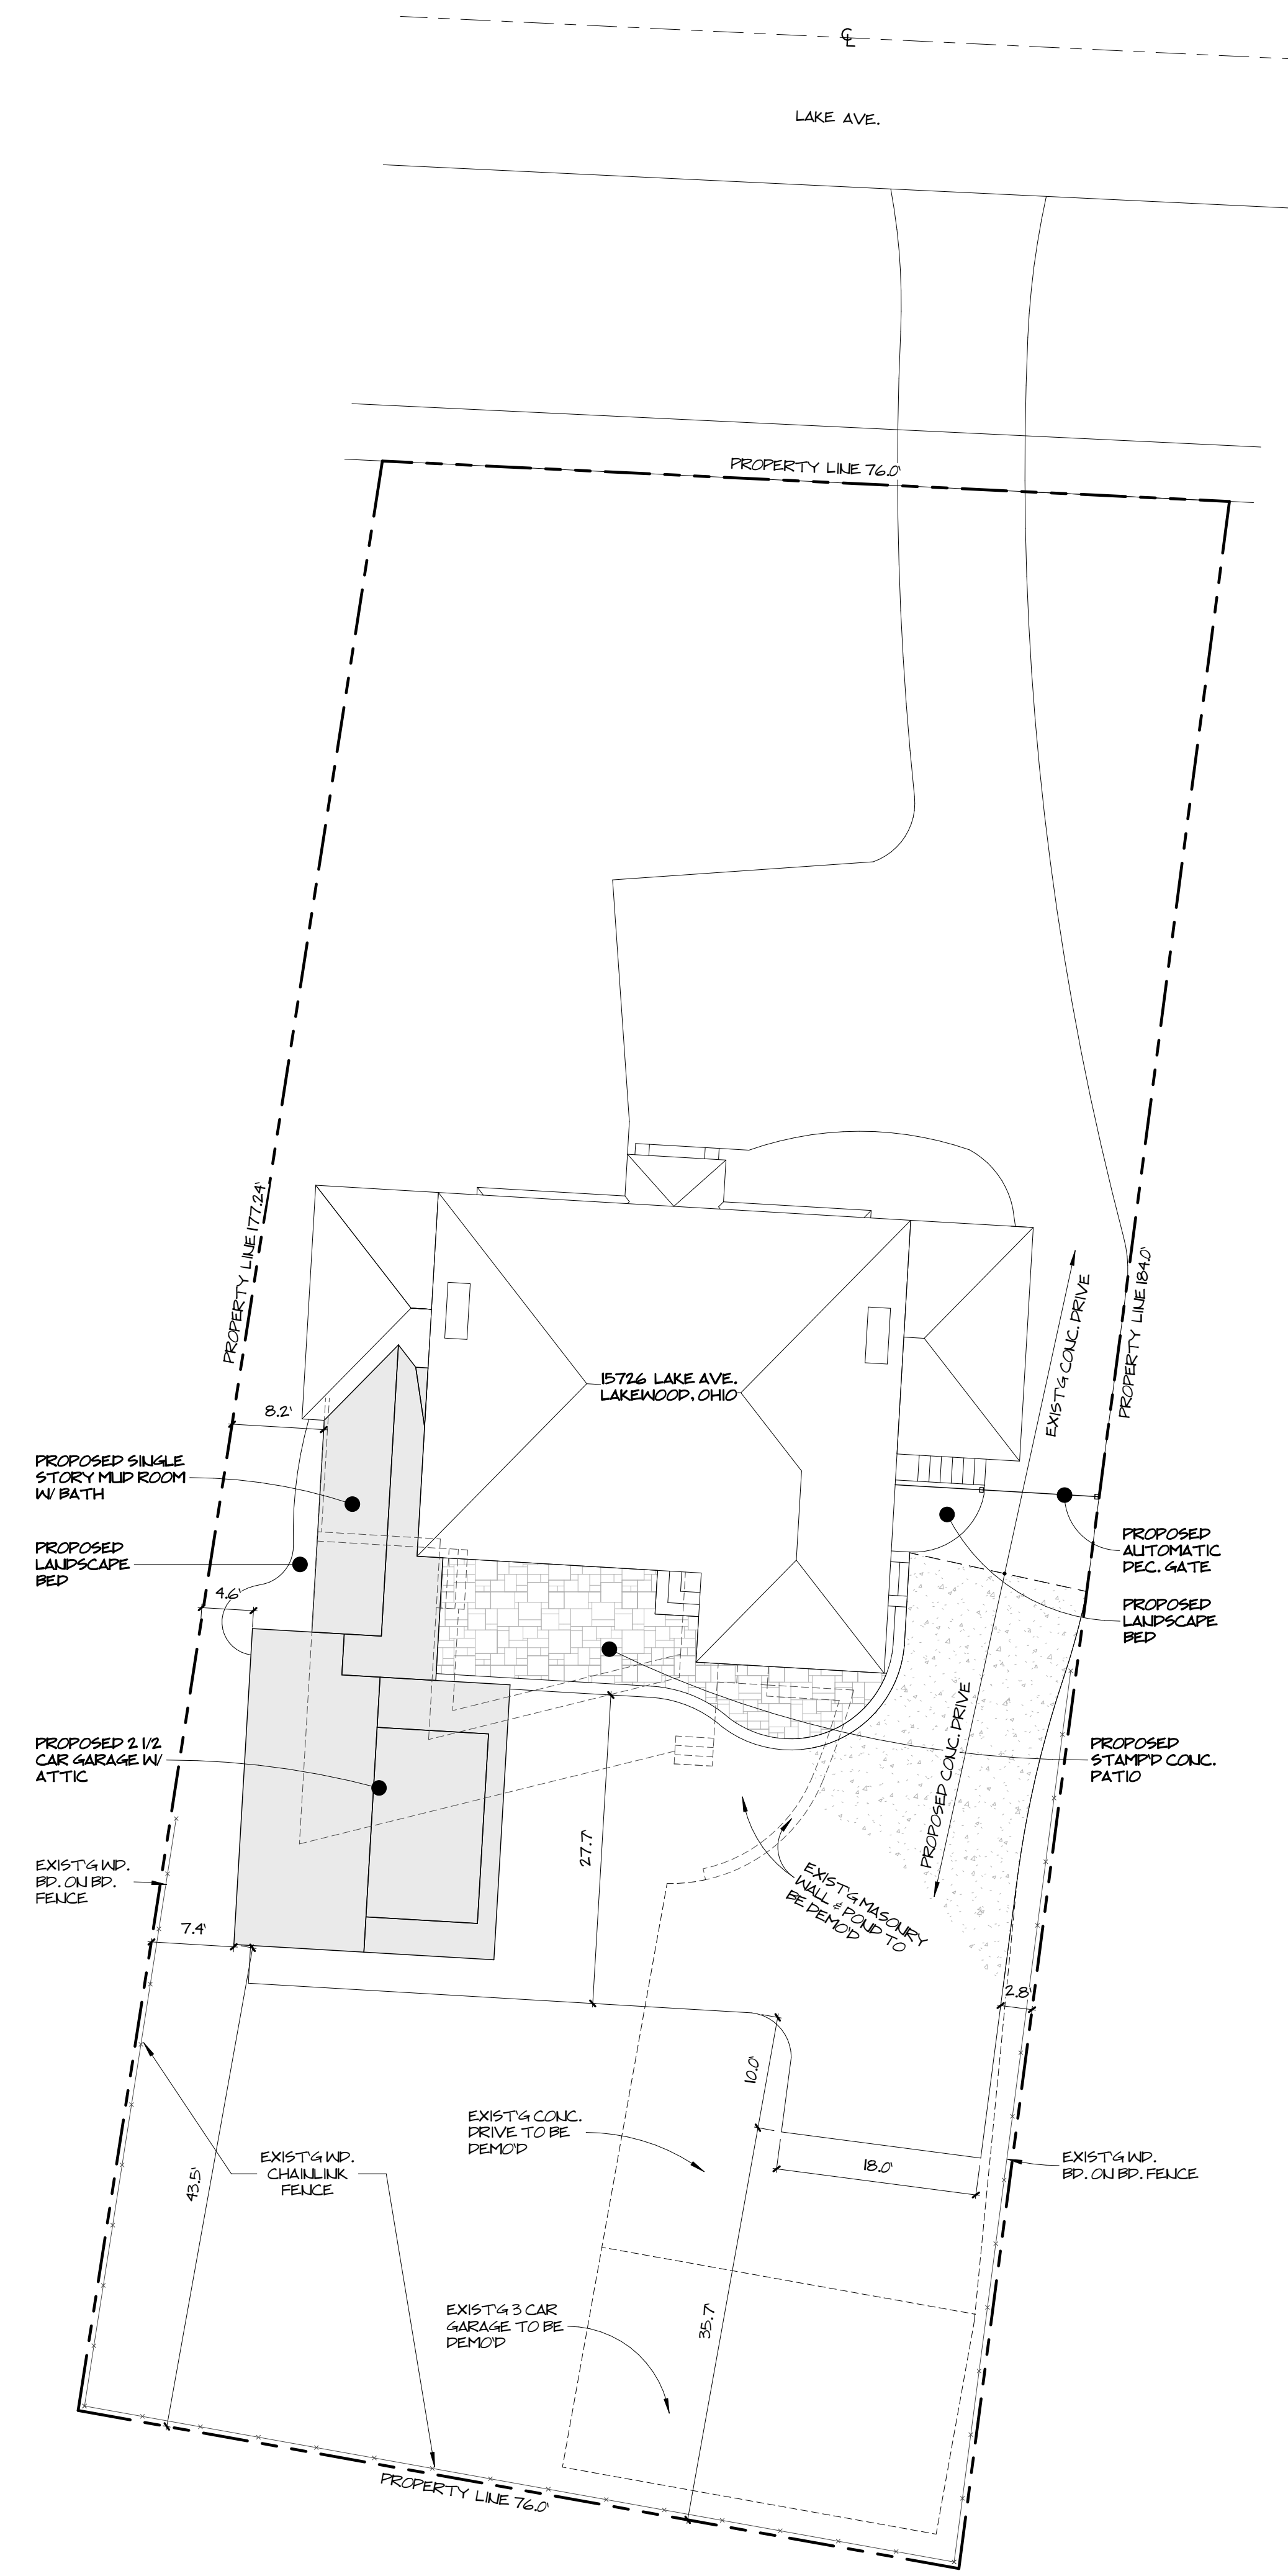 ℄
LAKE AVE.
PROPERTY LINE 76.0'
PROPERTY LINE 177.24'
PROPERTY LINE 184.0'
EXIST'G CONC. DRIVE
15726 LAKE AVE.
LAKEWOOD, OHIO
8.2'
PROPOSED SINGLE
STORY MUD ROOM
W/ BATH
PROPOSED
LANDSCAPE
BED
4.6'
PROPOSED
AUTOMATIC
DEC. GATE
PROPOSED
LANDSCAPE
BED
PROPOSED 2 1/2
CAR GARAGE W/
ATTIC
PROPOSED CONC. DRIVE
PROPOSED
STAMP'D CONC.
PATIO
27.7'
EXIST'G MASONRY
WALL & POND TO
BE DEMO'D
EXIST'G WD.
BD. ON BD.
FENCE
7.4'
2.8'
10.0'
EXIST'G CONC.
DRIVE TO BE
DEMO'D
18.0'
EXIST'G WD.
CHAINLINK
FENCE
43.5'
EXIST'G WD.
BD. ON BD. FENCE
EXIST'G 3 CAR
GARAGE TO BE
DEMO'D
35.7'
PROPERTY LINE 76.0'